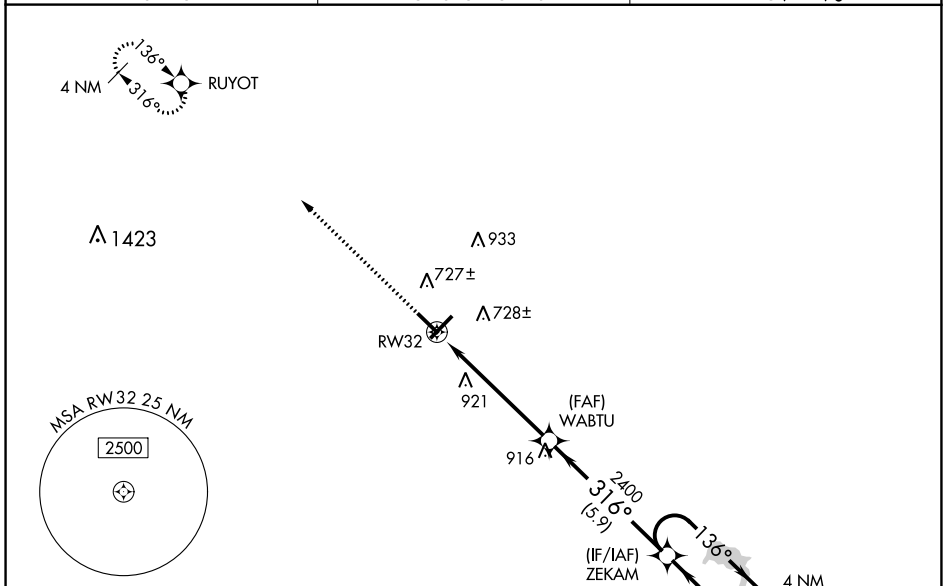 136°
4 NM
RUYOT
316°
1423
933
727±
728±
RW32
921
(FAF)
WABTU
MSA RW32 25 NM
2500
916
2400
316°
(5.9)
136°
(IF/IAF)
ZEKAM
4 NM